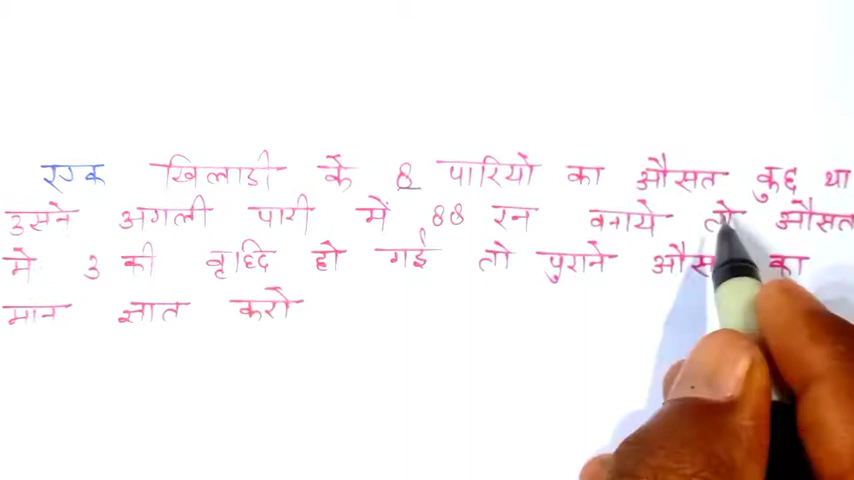 एक खिलाडी के 8 पारियो का औसत कुछ था
उसने अगली पारी में 88 रन बनाये तो औसत
मे 3 की वृद्धि हो गई तो पुराने औसत का
मान ज्ञात करो